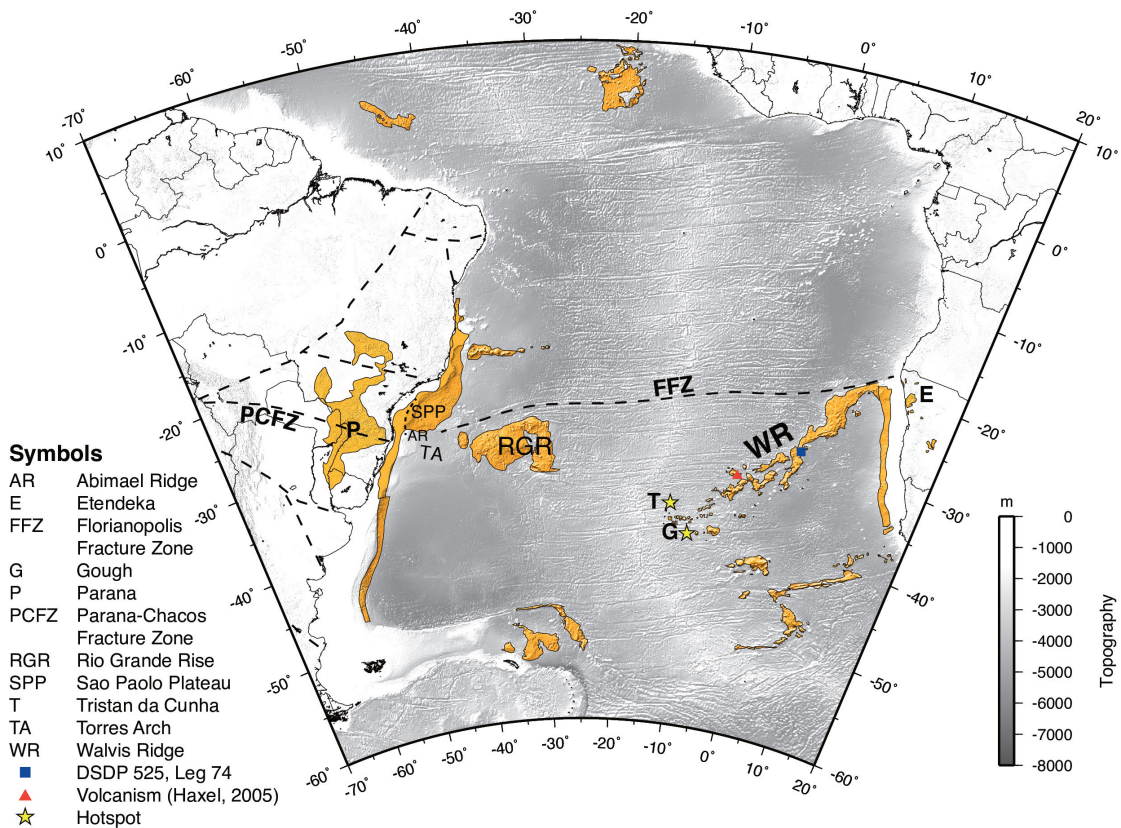 -30°
-40°
-20°
-50°
0°
-60°
10°
-70°
20°
10°
10°
0°
0°
-10°
-10°
FFZ
E
SPP
PCFZ
P
AR
TA
RGR
WR
-20°
-20°
Symbols
AR Abimael Ridge
E Etendeka
FFZ Florianopolis
Fracture Zone
G Gough
P Parana
PCFZ Parana-Chacos
Fracture Zone
RGR Rio Grande Rise
SPP Sao Paolo Plateau
T Tristan da Cunha
TA Torres Arch
WR Walvis Ridge
DSDP 525, Leg 74
Volcanism (Haxel, 2005)
Hotspot
T
G
-30°
-30°
-40°
-40°
-50°
-50°
-60°
-60°
-70°
-60°
-50°
-40°
-30°
-20°
-10°
0°
10°
20°
m
0
-1000
-2000
-3000
-4000
-5000
-6000
-7000
-8000
Topography